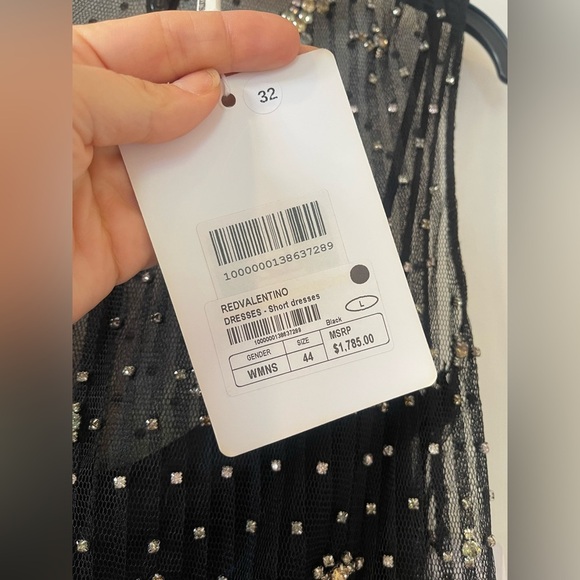 32
1000000138637289
REDVALENTINO
DRESSES - Short dresses
1000000138637289
Black
L
GENDER SIZE MSRP
WMNS 44 $1,785.00